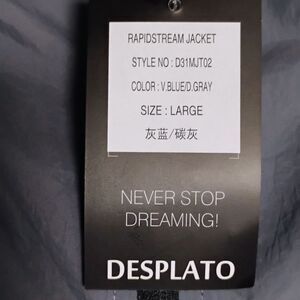 RAPIDSTREAM JACKET
STYLE NO : D31MJT02
COLOR : V.BLUE/D.GRAY
SIZE : LARGE
灰蓝/碳灰
NEVER STOP
DREAMING!
DESPLATO